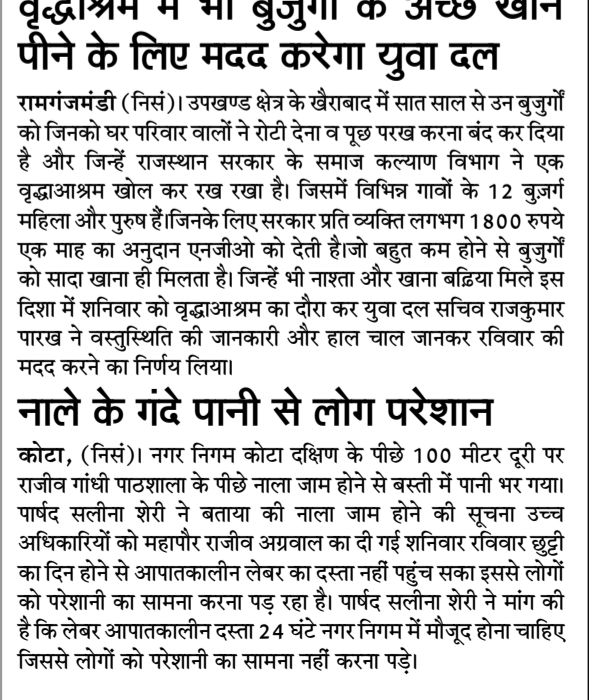 वृद्धाश्रम में भी बुजुर्गों के अच्छे खाने
पीने के लिए मदद करेगा युवा दल
रामगंजमंडी (निसं)। उपखण्ड क्षेत्र के खैराबाद में सात साल से उन बुजुर्गों
को जिनको घर परिवार वालों ने रोटी देना व पूछ परख करना बंद कर दिया
है और जिन्हें राजस्थान सरकार के समाज कल्याण विभाग ने एक
वृद्धाआश्रम खोल कर रख रखा है। जिसमें विभिन्न गावों के 12 बुजर्ग
महिला और पुरुष हैं।जिनके लिए सरकार प्रति व्यक्ति लगभग 1800 रुपये
एक माह का अनुदान एनजीओ को देती है।जो बहुत कम होने से बुजुर्गों
को सादा खाना ही मिलता है। जिन्हें भी नाश्ता और खाना बढ़िया मिले इस
दिशा में शनिवार को वृद्धाआश्रम का दौरा कर युवा दल सचिव राजकुमार
पारख ने वस्तुस्थिति की जानकारी और हाल चाल जानकर रविवार की
मदद करने का निर्णय लिया।
नाले के गंदे पानी से लोग परेशान
कोटा, (निसं)। नगर निगम कोटा दक्षिण के पीछे 100 मीटर दूरी पर
राजीव गांधी पाठशाला के पीछे नाला जाम होने से बस्ती में पानी भर गया।
पार्षद सलीना शेरी ने बताया की नाला जाम होने की सूचना उच्च
अधिकारियों को महापौर राजीव अग्रवाल का दी गई शनिवार रविवार छुट्टी
का दिन होने से आपातकालीन लेबर का दस्ता नहीं पहुंच सका इससे लोगों
को परेशानी का सामना करना पड़ रहा है। पार्षद सलीना शेरी ने मांग की
है कि लेबर आपातकालीन दस्ता 24 घंटे नगर निगम में मौजूद होना चाहिए
जिससे लोगों को परेशानी का सामना नहीं करना पड़े।